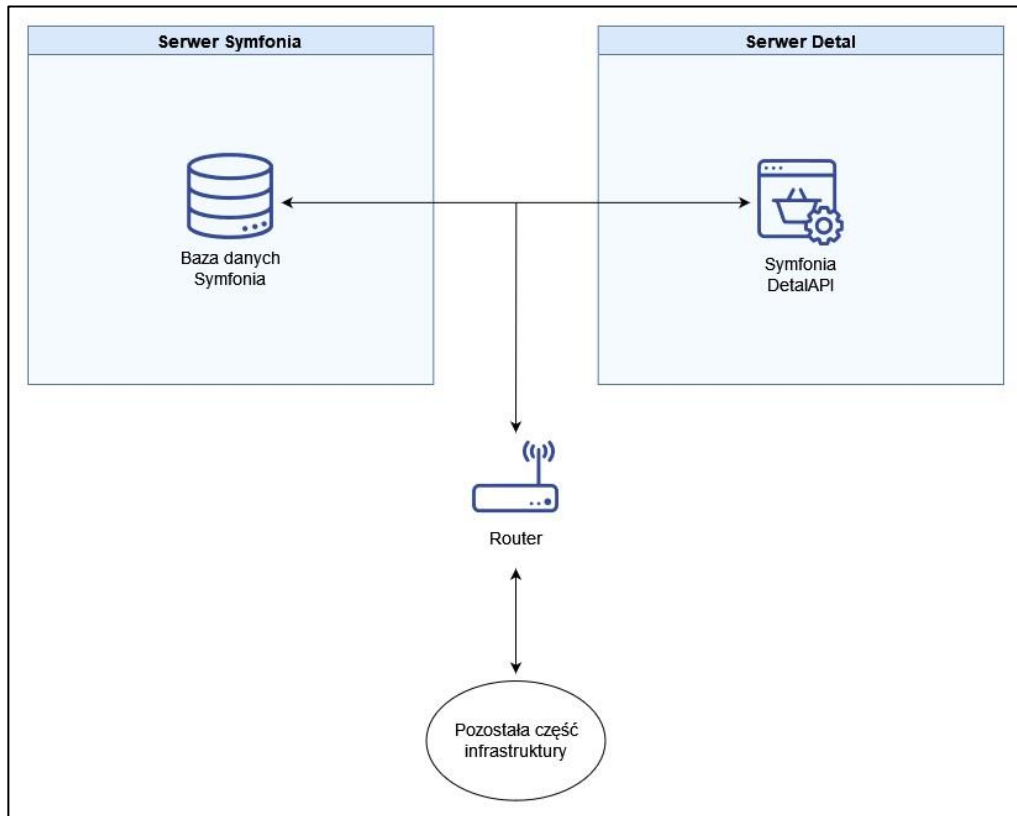 Serwer Symfonia
Serwer Detal
Baza danych
Symfonia
Symfonia
DetalAPI
Router
Pozostała część
infrastruktury